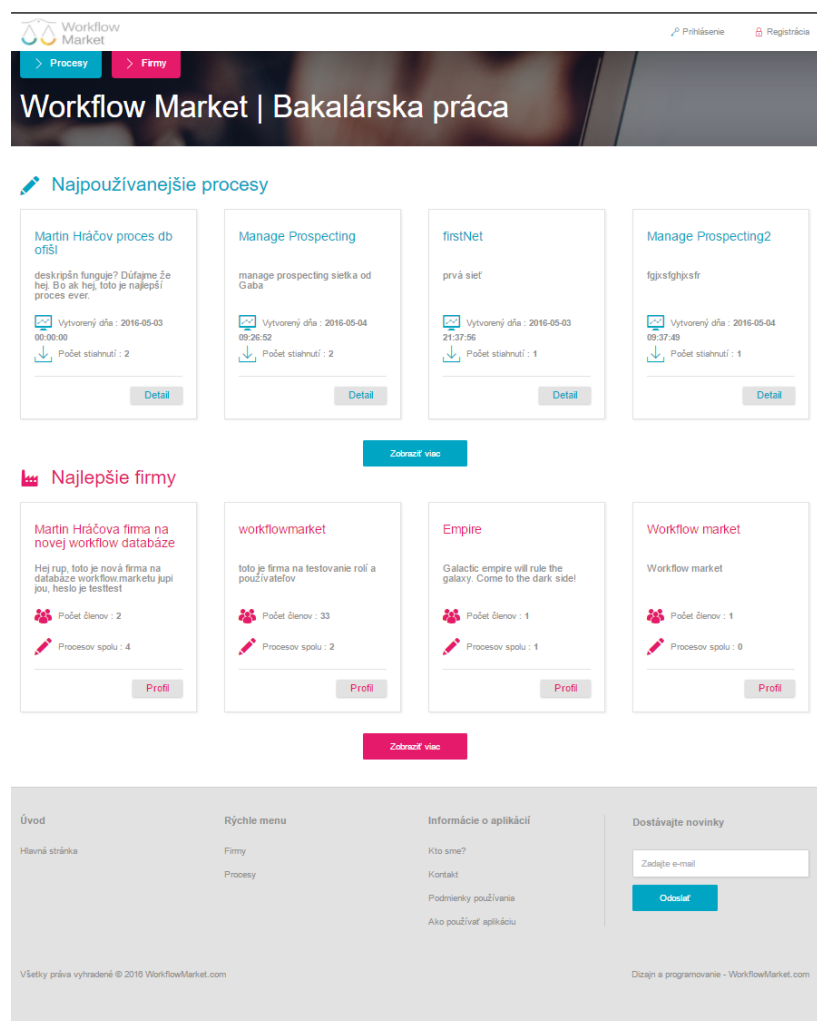 Workflow
Market
Prihlásenie
Registrácia
Procesy
Firmy
Workflow Market | Bakalárska práca
Najpoužívanejšie procesy
Martin Hráčov proces db
ofišl
deskripšn funguje? Dúfajme že
hej. Bo ak hej, toto je najlepší
proces ever.
Vytvorený dňa : 2016-05-03
00:00:00
Počet stiahnutí : 2
Detail
Manage Prospecting
manage prospecting sietka od
Gaba
Vytvorený dňa : 2016-05-04
09:26:52
Počet stiahnutí : 2
Detail
firstNet
prvá sieť
Vytvorený dňa : 2016-05-03
21:37:56
Počet stiahnutí : 1
Detail
Manage Prospecting2
fgjxsfghjxsfr
Vytvorený dňa : 2016-05-04
09:37:49
Počet stiahnutí : 1
Detail
Zobraziť viac
Najlepšie firmy
Martin Hráčova firma na
novej workflow databáze
Hej rup, toto je nová firma na
databáze workflow.marketu jupi
jou, heslo je testtest
Počet členov : 2
Procesov spolu : 4
Profil
workflowmarket
toto je firma na testovanie rolí a
používateľov
Počet členov : 33
Procesov spolu : 2
Profil
Empire
Galactic empire will rule the
galaxy. Come to the dark side!
Počet členov : 1
Procesov spolu : 1
Profil
Workflow market
Workflow market
Počet členov : 1
Procesov spolu : 0
Profil
Zobraziť viac
Úvod
Hlavná stránka
Rýchle menu
Firmy
Procesy
Informácie o aplikácií
Kto sme?
Kontakt
Podmienky používania
Ako používať aplikáciu
Dostávajte novinky
Zadajte e-mail
Odoslať
Všetky práva vyhradené © 2016 WorkflowMarket.com
Dizajn a programovanie - WorkflowMarket.com